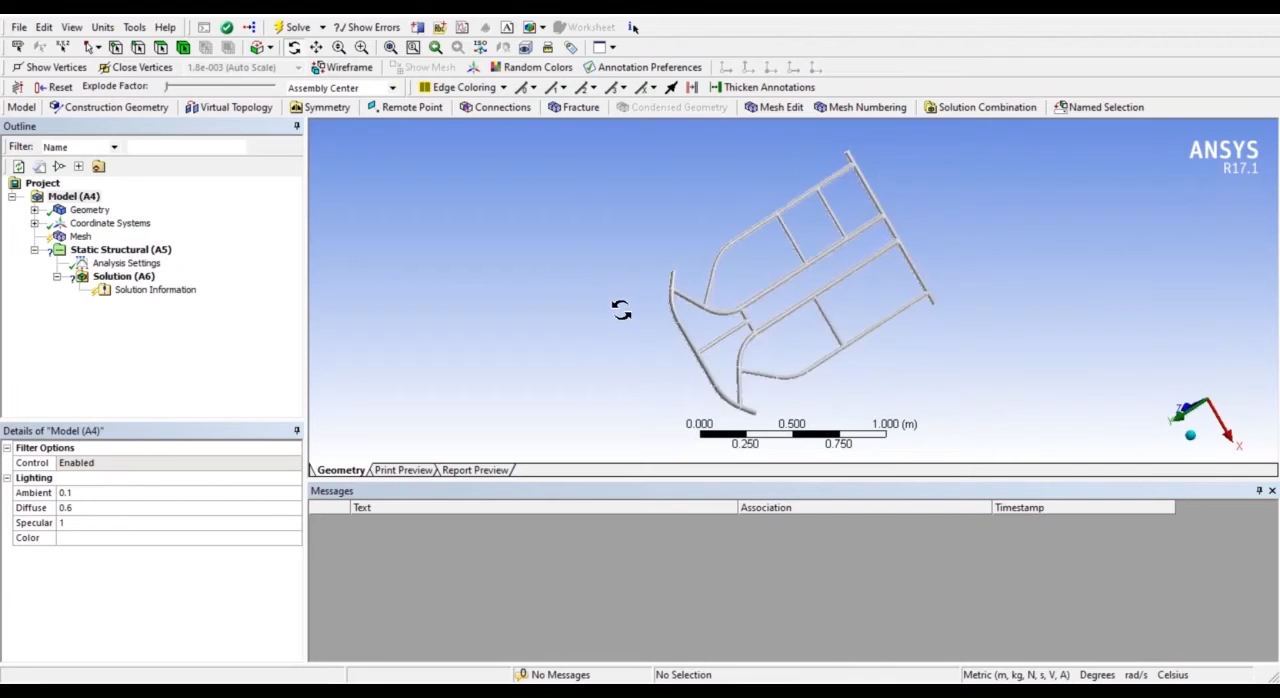 File Edit View Units Tools Help Solve ?/ Show Errors A Worksheet i
Show Vertices Close Vertices 1.8e-003 (Auto Scale) Wireframe Show Mesh Random Colors Annotation Preferences
Reset Explode Factor: Assembly Center Edge Coloring Thicken Annotations
Model Construction Geometry Virtual Topology Symmetry Remote Point Connections Fracture Condensed Geometry Mesh Edit Mesh Numbering Solution Combination Named Selection
Outline
Filter: Name
Project
Model (A4)
Geometry
Coordinate Systems
Mesh
Static Structural (A5)
Analysis Settings
Solution (A6)
Solution Information
Details of "Model (A4)"
Filter Options
Control Enabled
Lighting
Ambient 0.1
Diffuse 0.6
Specular 1
Color
ANSYS
R17.1
0.000 0.500 1.000 (m)
0.250 0.750
Z
Y
X
Geometry Print Preview Report Preview
Messages
Text Association Timestamp
No Messages No Selection Metric (m, kg, N, s, V, A) Degrees rad/s Celsius